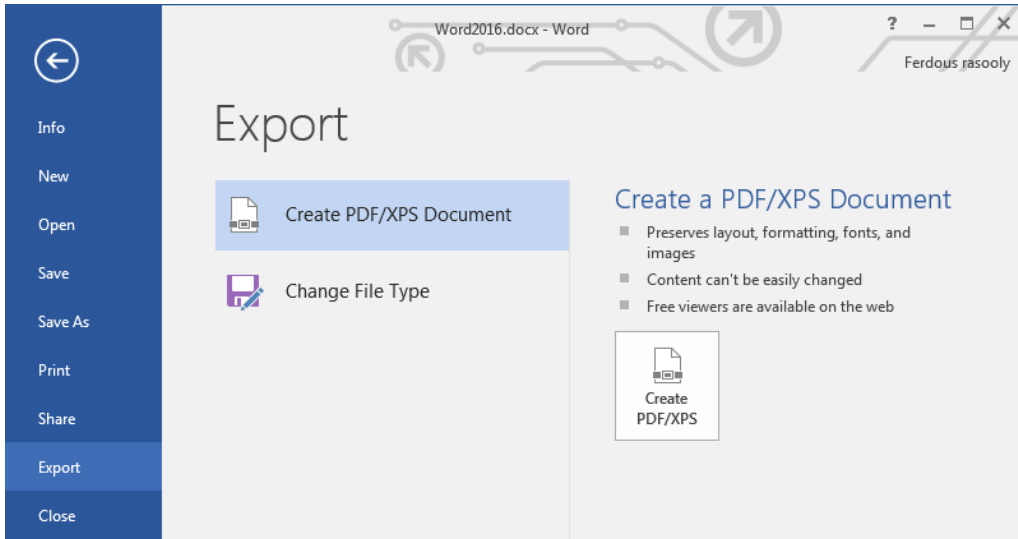 Word2016.docx - Word
?
Ferdous rasooly
Info
New
Open
Save
Save As
Print
Share
Export
Close
Export
Create PDF/XPS Document
Change File Type
Create a PDF/XPS Document
Preserves layout, formatting, fonts, and
images
Content can't be easily changed
Free viewers are available on the web
Create
PDF/XPS